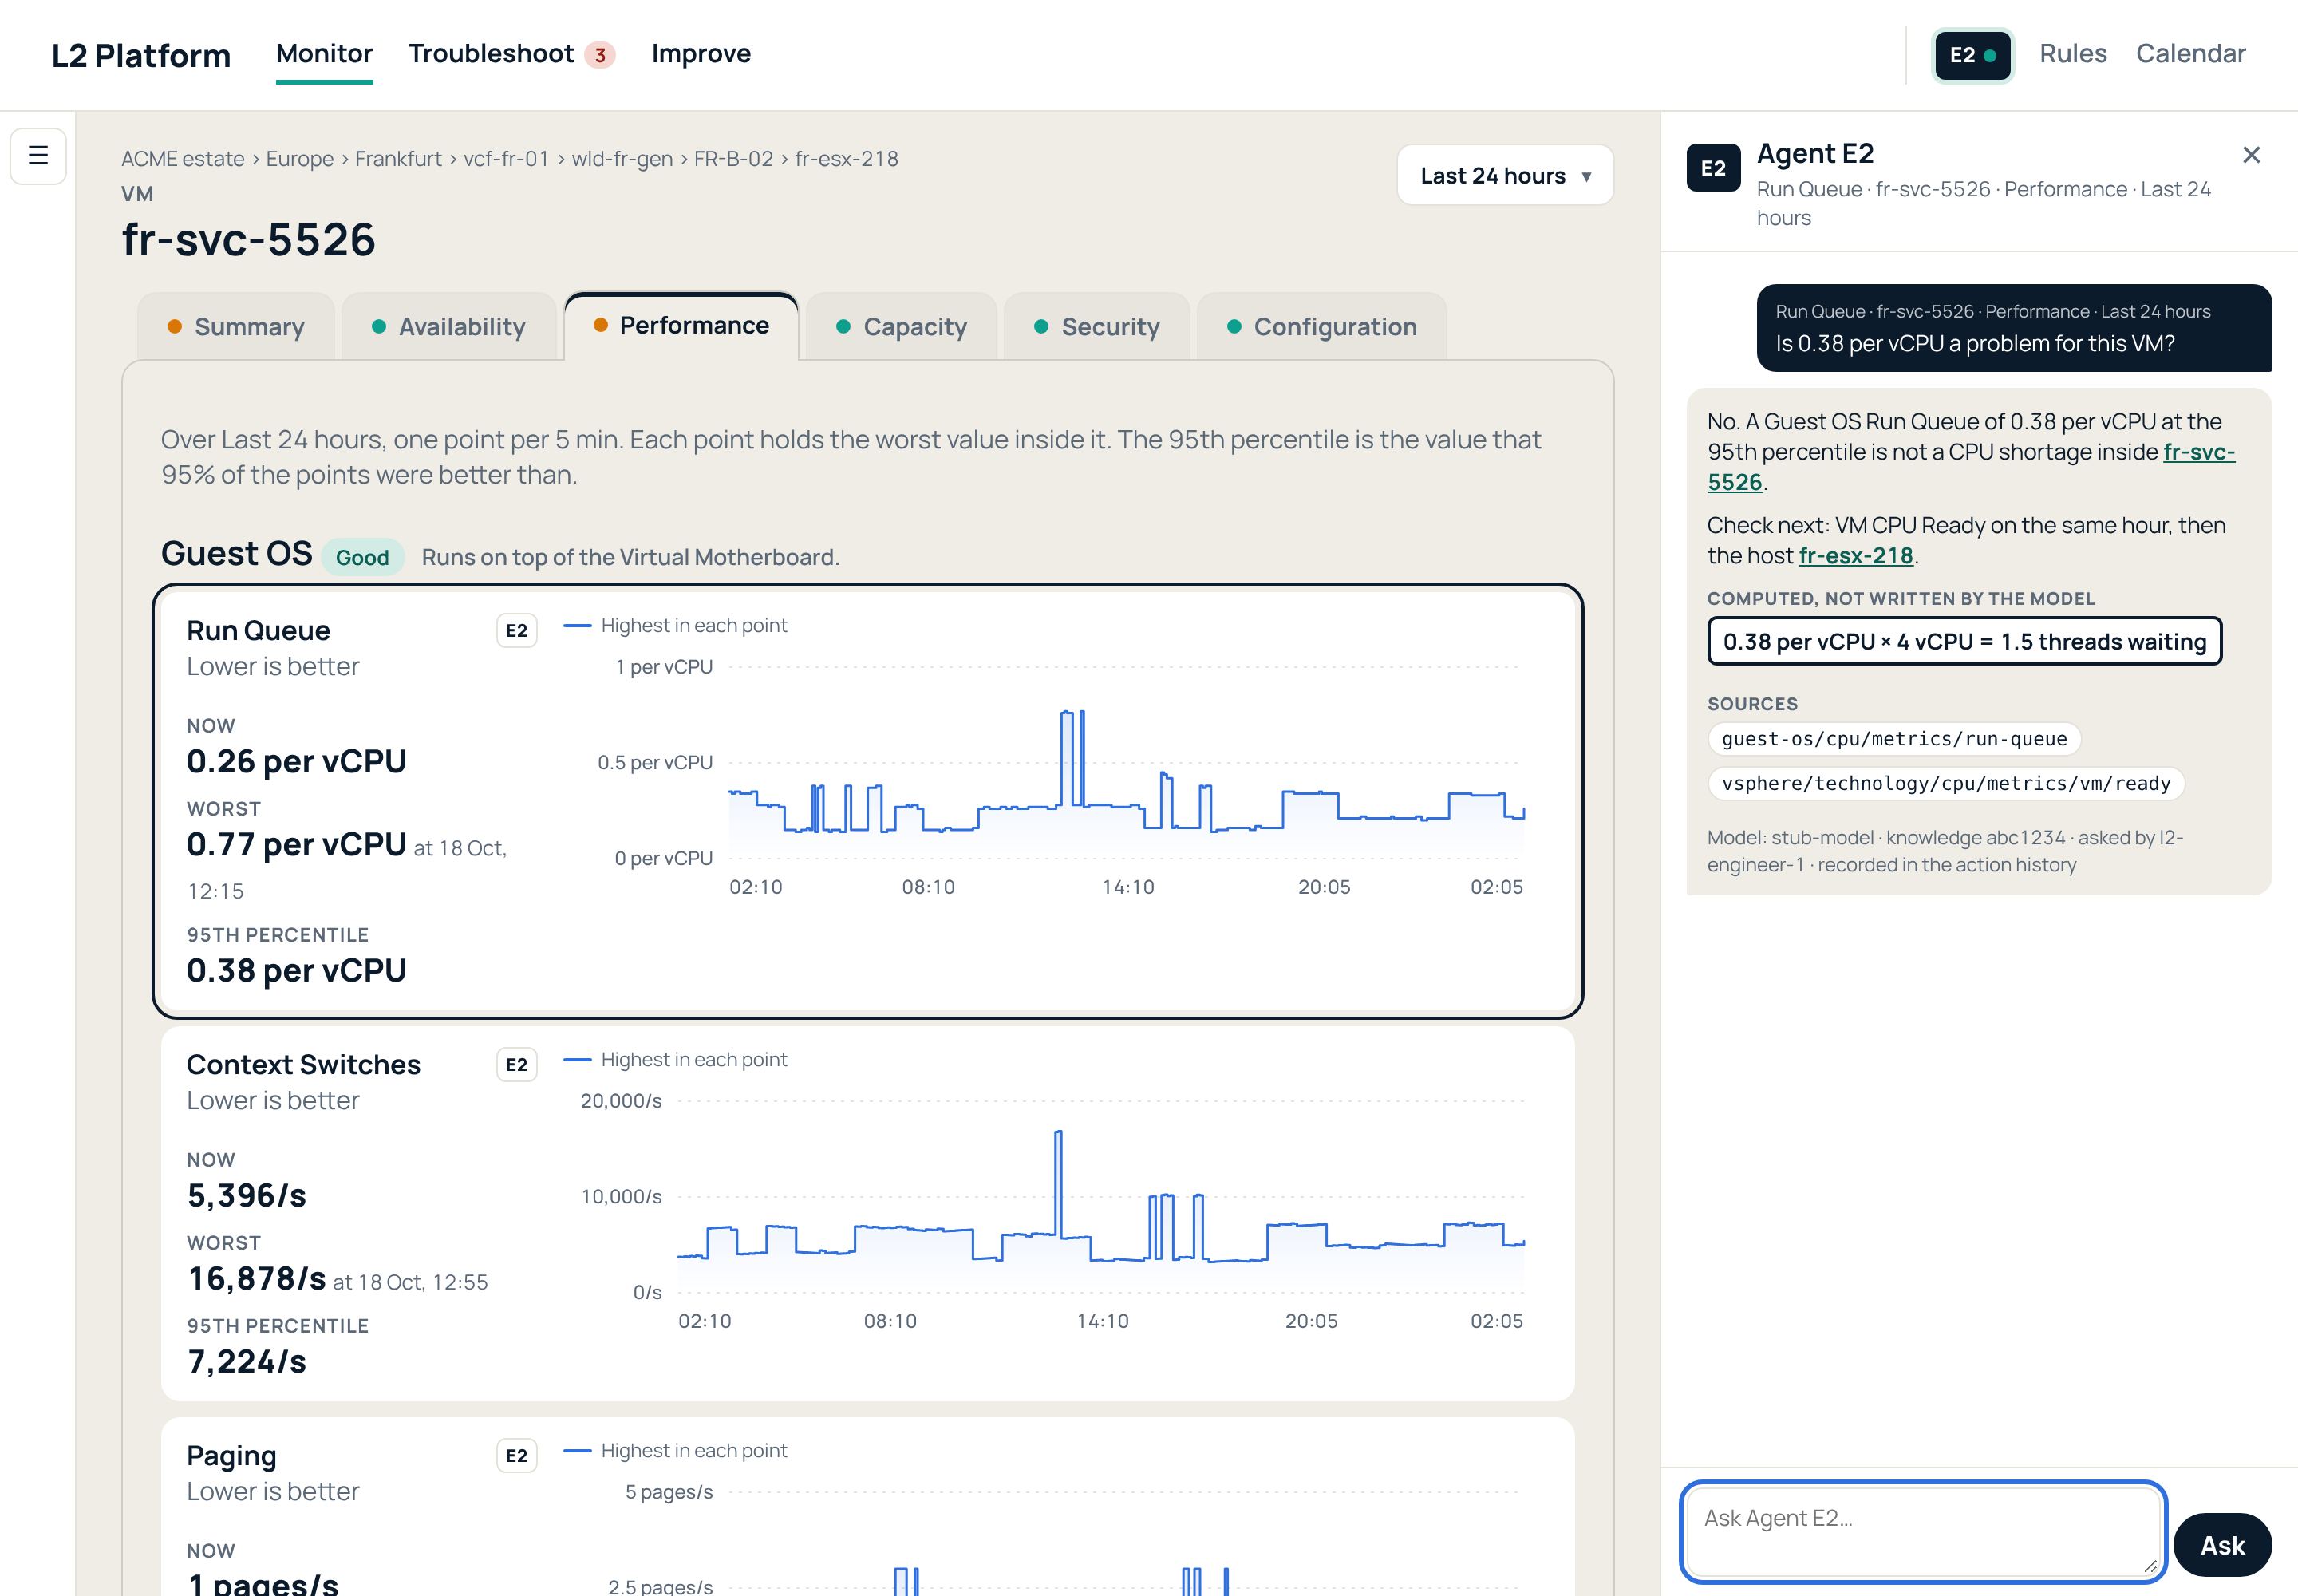 L2 Platform
Monitor
Troubleshoot 3
Improve
E2
Rules
Calendar
☰
ACME estate › Europe › Frankfurt › vcf-fr-01 › wld-fr-gen › FR-B-02 › fr-esx-218
VM
fr-svc-5526
Last 24 hours ▾
Summary
Availability
Performance
Capacity
Security
Configuration
Over Last 24 hours, one point per 5 min. Each point holds the worst value inside it. The 95th percentile is the value that
95% of the points were better than.
Guest OS Good Runs on top of the Virtual Motherboard.
Run Queue
E2
Lower is better
NOW
0.26 per vCPU
WORST
0.77 per vCPU at 18 Oct,
12:15
95TH PERCENTILE
0.38 per vCPU
Highest in each point
1 per vCPU
0.5 per vCPU
0 per vCPU
02:10 08:10 14:10 20:05 02:05
Context Switches
E2
Lower is better
NOW
5,396/s
WORST
16,878/s at 18 Oct, 12:55
95TH PERCENTILE
7,224/s
Highest in each point
20,000/s
10,000/s
0/s
02:10 08:10 14:10 20:05 02:05
Paging
E2
Lower is better
NOW
1 pages/s
Highest in each point
5 pages/s
2.5 pages/s
E2
Agent E2
Run Queue · fr-svc-5526 · Performance · Last 24
hours
✕
Run Queue · fr-svc-5526 · Performance · Last 24 hours
Is 0.38 per vCPU a problem for this VM?
No. A Guest OS Run Queue of 0.38 per vCPU at the
95th percentile is not a CPU shortage inside fr-svc-
5526.
Check next: VM CPU Ready on the same hour, then
the host fr-esx-218.
COMPUTED, NOT WRITTEN BY THE MODEL
0.38 per vCPU × 4 vCPU = 1.5 threads waiting
SOURCES
guest-os/cpu/metrics/run-queue
vsphere/technology/cpu/metrics/vm/ready
Model: stub-model · knowledge abc1234 · asked by l2-
engineer-1 · recorded in the action history
Ask Agent E2…
Ask